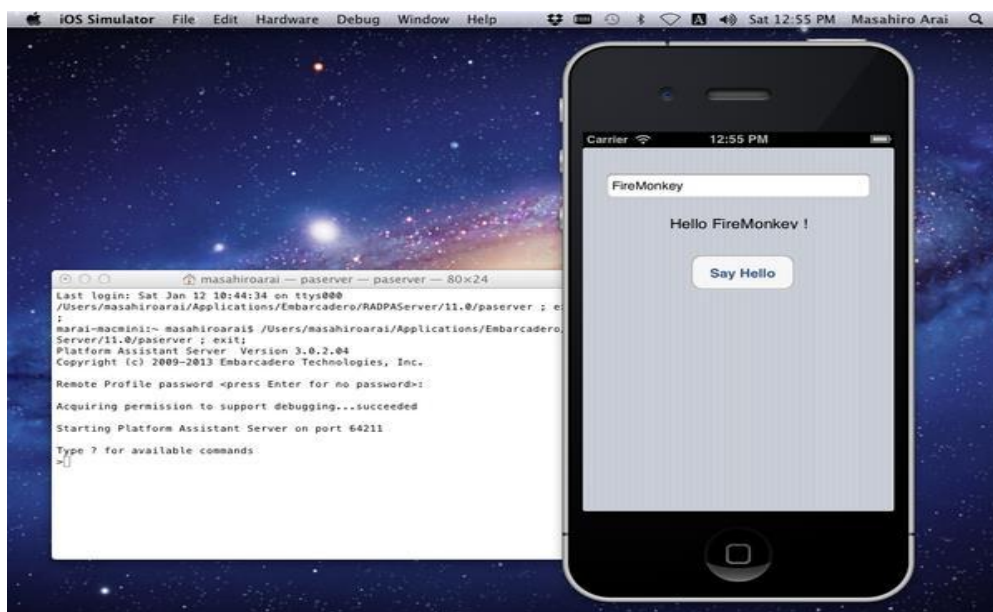 iOS Simulator File Edit Hardware Debug Window Help Sat 12:55 PM Masahiro Arai
Carrier 12:55 PM
FireMonkey
Hello FireMonkey !
Say Hello
masahiroarai — paserver — paserver — 80×24
Last login: Sat Jan 12 10:44:34 on ttys000
/Users/masahiroarai/Applications/Embarcadero/RADPAServer/11.0/paserver ; ex
;
marai-macmini:~ masahiroarai$ /Users/masahiroarai/Applications/Embarcadero
Server/11.0/paserver ; exit;
Platform Assistant Server Version 3.0.2.04
Copyright (c) 2009-2013 Embarcadero Technologies, Inc.
Remote Profile password <press Enter for no password>:
Acquiring permission to support debugging...succeeded
Starting Platform Assistant Server on port 64211
Type ? for available commands
>